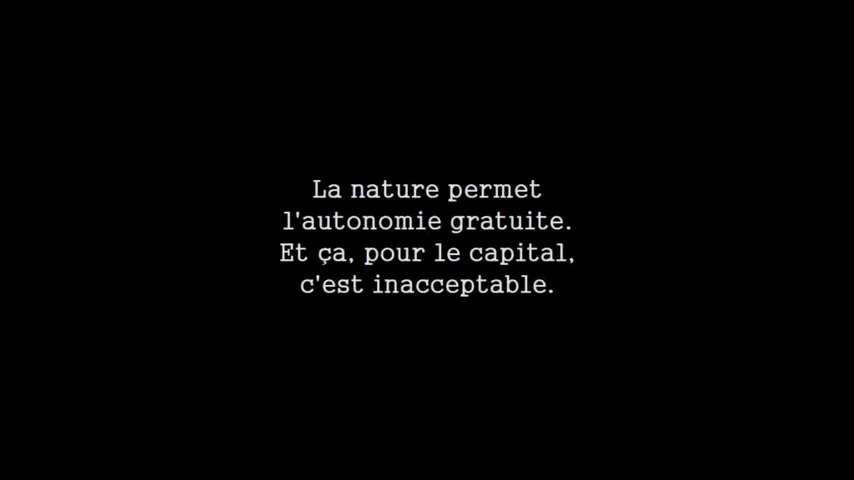 La nature permet
l'autonomie gratuite.
Et ça, pour le capital,
c'est inacceptable.